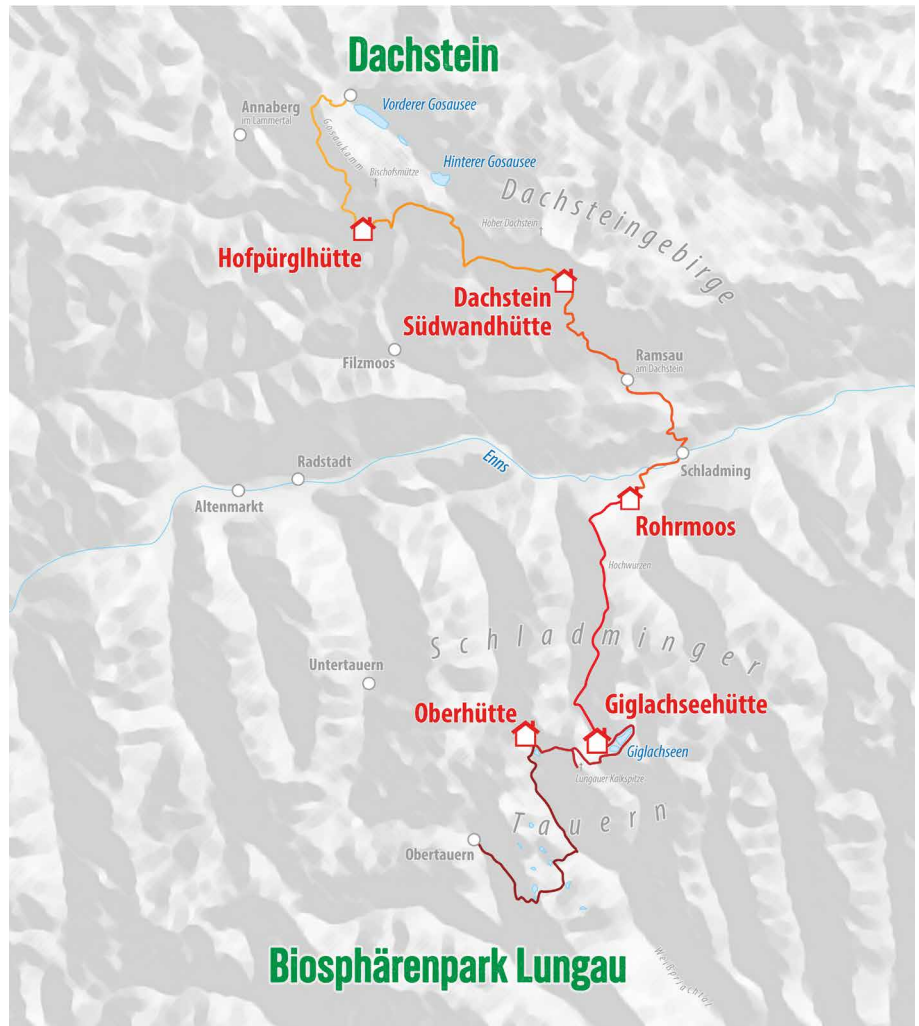 Dachstein
Annaberg
im Lammertal
Vorderer Gosausee
Gosaukamm
Hinterer Gosausee
Bischofsmütze
Dachsteingebirge
Hoher Dachstein
Hofpürglhütte
Dachstein
Südwandhütte
Filzmoos
Ramsau
am Dachstein
Radstadt
Enns
Schladming
Altenmarkt
Rohrmoos
Hochwurzen
Schladminger
Untertauern
Giglachseehütte
Oberhütte
Giglachseen
Lungauer Kalkspitze
Tauern
Obertauern
Biosphärenpark Lungau
Weißpriachtal